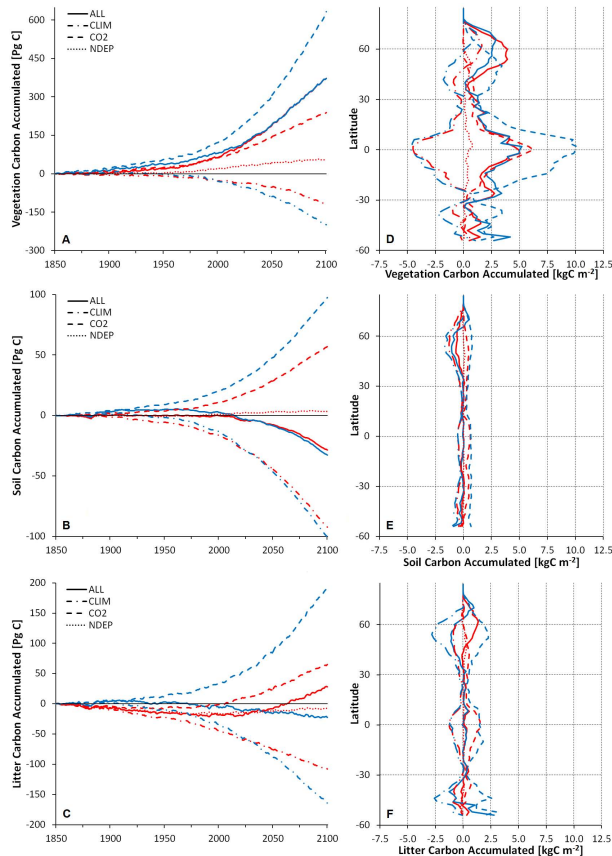 Vegetation Carbon Accumulated [Pg C]
600
450
300
150
0
-150
-300
ALL
CLIM
CO2
NDEP
A
1850 1900 1950 2000 2050 2100
Latitude
90
60
30
0
-30
-60
D
-7.5 -5.0 -2.5 0.0 2.5 5.0 7.5 10.0 12.5
Vegetation Carbon Accumulated [kgC m⁻²]
Soil Carbon Accumulated [Pg C]
100
50
0
-50
-100
ALL
CLIM
CO2
NDEP
B
1850 1900 1950 2000 2050 2100
Latitude
90
60
30
0
-30
-60
E
-7.5 -5.0 -2.5 0.0 2.5 5.0 7.5 10.0 12.5
Soil Carbon Accumulated [kgC m⁻²]
Litter Carbon Accumulated [Pg C]
200
150
100
50
0
-50
-100
-150
-200
ALL
CLIM
CO2
NDEP
C
1850 1900 1950 2000 2050 2100
Latitude
90
60
30
0
-30
-60
F
-7.5 -5.0 -2.5 0.0 2.5 5.0 7.5 10.0 12.5
Litter Carbon Accumulated [kgC m⁻²]